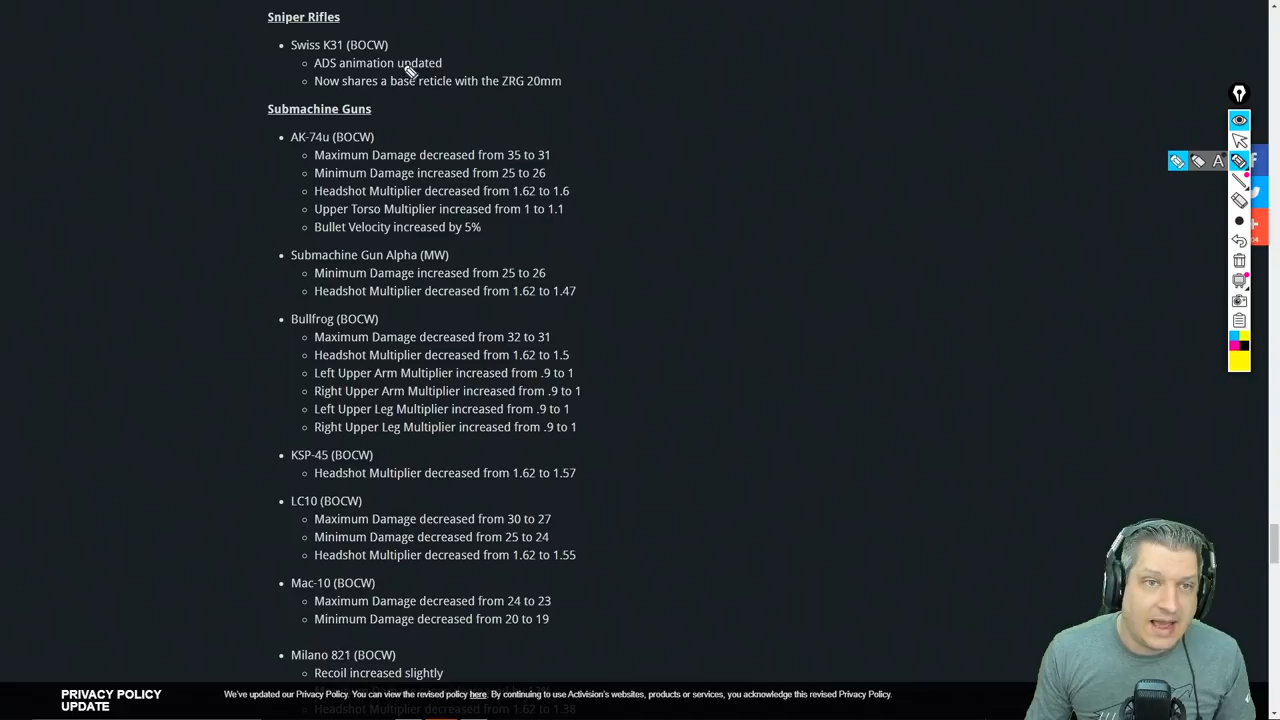 Sniper Rifles
Swiss K31 (BOCW)
ADS animation updated
Now shares a base reticle with the ZRG 20mm
Submachine Guns
AK-74u (BOCW)
Maximum Damage decreased from 35 to 31
Minimum Damage increased from 25 to 26
Headshot Multiplier decreased from 1.62 to 1.6
Upper Torso Multiplier increased from 1 to 1.1
Bullet Velocity increased by 5%
Submachine Gun Alpha (MW)
Minimum Damage increased from 25 to 26
Headshot Multiplier decreased from 1.62 to 1.47
Bullfrog (BOCW)
Maximum Damage decreased from 32 to 31
Headshot Multiplier decreased from 1.62 to 1.5
Left Upper Arm Multiplier increased from .9 to 1
Right Upper Arm Multiplier increased from .9 to 1
Left Upper Leg Multiplier increased from .9 to 1
Right Upper Leg Multiplier increased from .9 to 1
KSP-45 (BOCW)
Headshot Multiplier decreased from 1.62 to 1.57
LC10 (BOCW)
Maximum Damage decreased from 30 to 27
Minimum Damage decreased from 25 to 24
Headshot Multiplier decreased from 1.62 to 1.55
Mac-10 (BOCW)
Maximum Damage decreased from 24 to 23
Minimum Damage decreased from 20 to 19
Milano 821 (BOCW)
Recoil increased slightly
Headshot Multiplier decreased from 1.62 to 1.38
PRIVACY POLICY
UPDATE
We've updated our Privacy Policy. You can view the revised policy here. By continuing to use Activision's websites, products or services, you acknowledge this revised Privacy Policy.
A